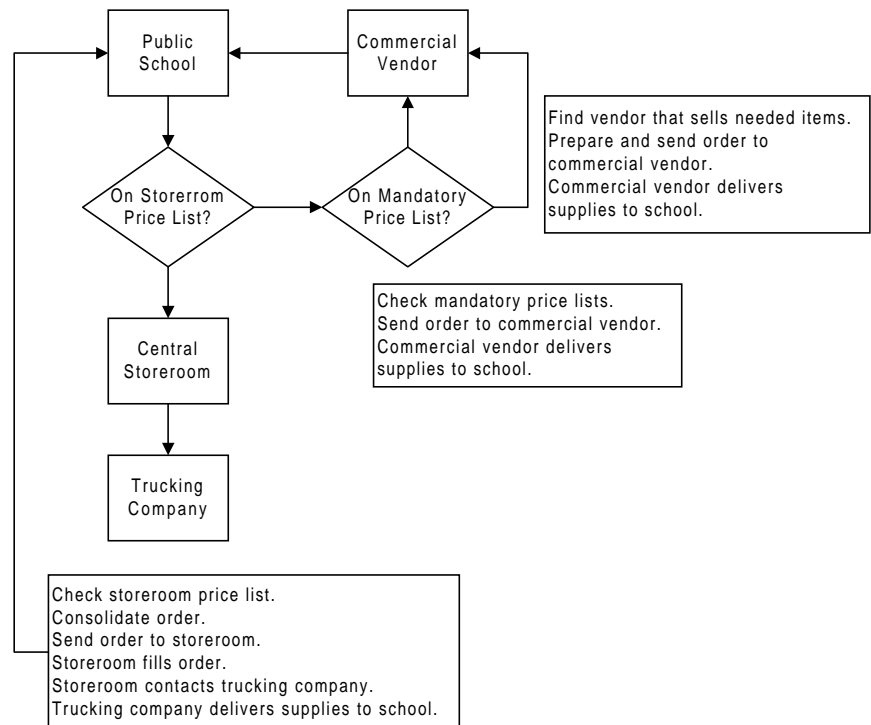 Public
School
Commercial
Vendor
Find vendor that sells needed items.
Prepare and send order to
commercial vendor.
Commercial vendor delivers
supplies to school.
On Storerrom
Price List?
On Mandatory
Price List?
Check mandatory price lists.
Send order to commercial vendor.
Commercial vendor delivers
supplies to school.
Central
Storeroom
Trucking
Company
Check storeroom price list.
Consolidate order.
Send order to storeroom.
Storeroom fills order.
Storeroom contacts trucking company.
Trucking company delivers supplies to school.